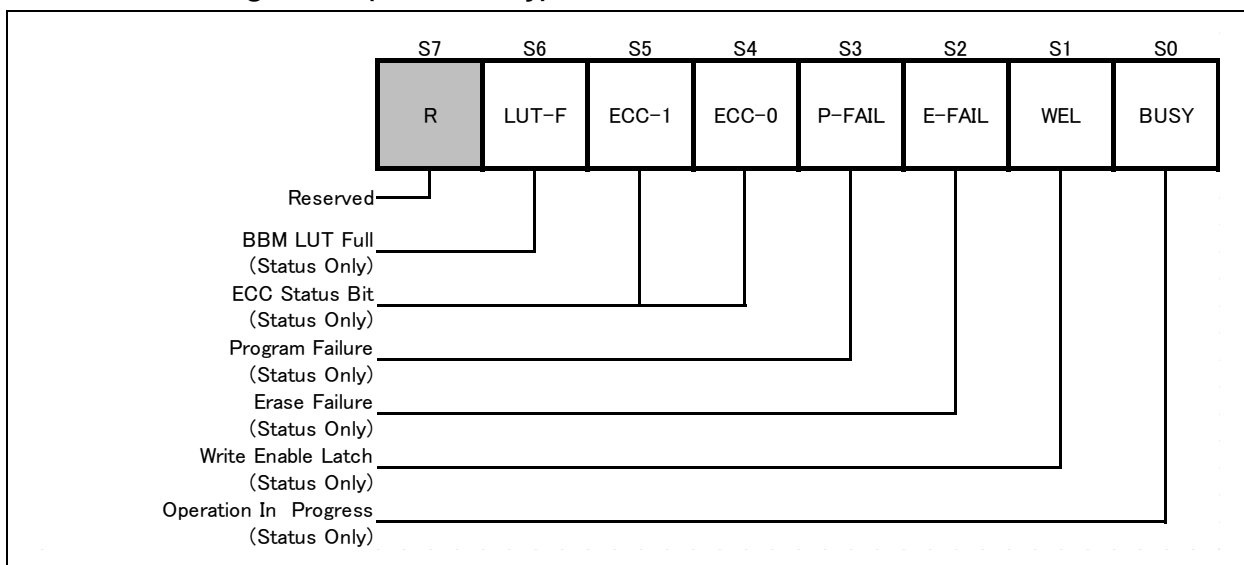 S7 S6 S5 S4 S3 S2 S1 S0
R LUT-F ECC-1 ECC-0 P-FAIL E-FAIL WEL BUSY
Reserved
BBM LUT Full
(Status Only)
ECC Status Bit
(Status Only)
Program Failure
(Status Only)
Erase Failure
(Status Only)
Write Enable Latch
(Status Only)
Operation In Progress
(Status Only)